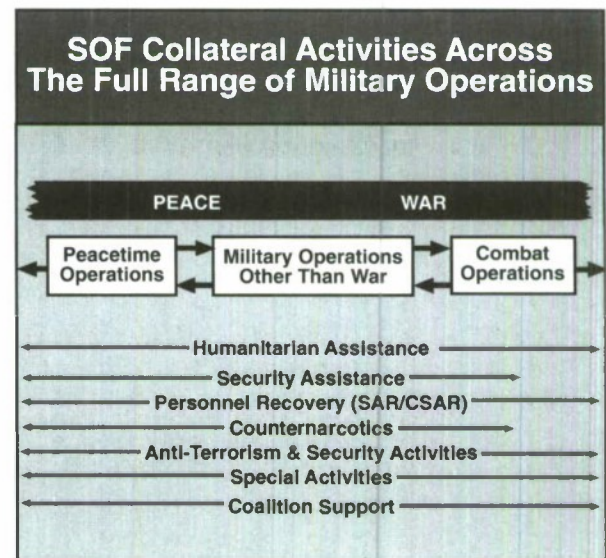 SOF Collateral Activities Across
The Full Range of Military Operations
PEACE WAR
Peacetime
Operations
Military Operations
Other Than War
Combat
Operations
Humanitarian Assistance
Security Assistance
Personnel Recovery (SAR/CSAR)
Counternarcotics
Anti-Terrorism & Security Activities
Special Activities
Coalition Support